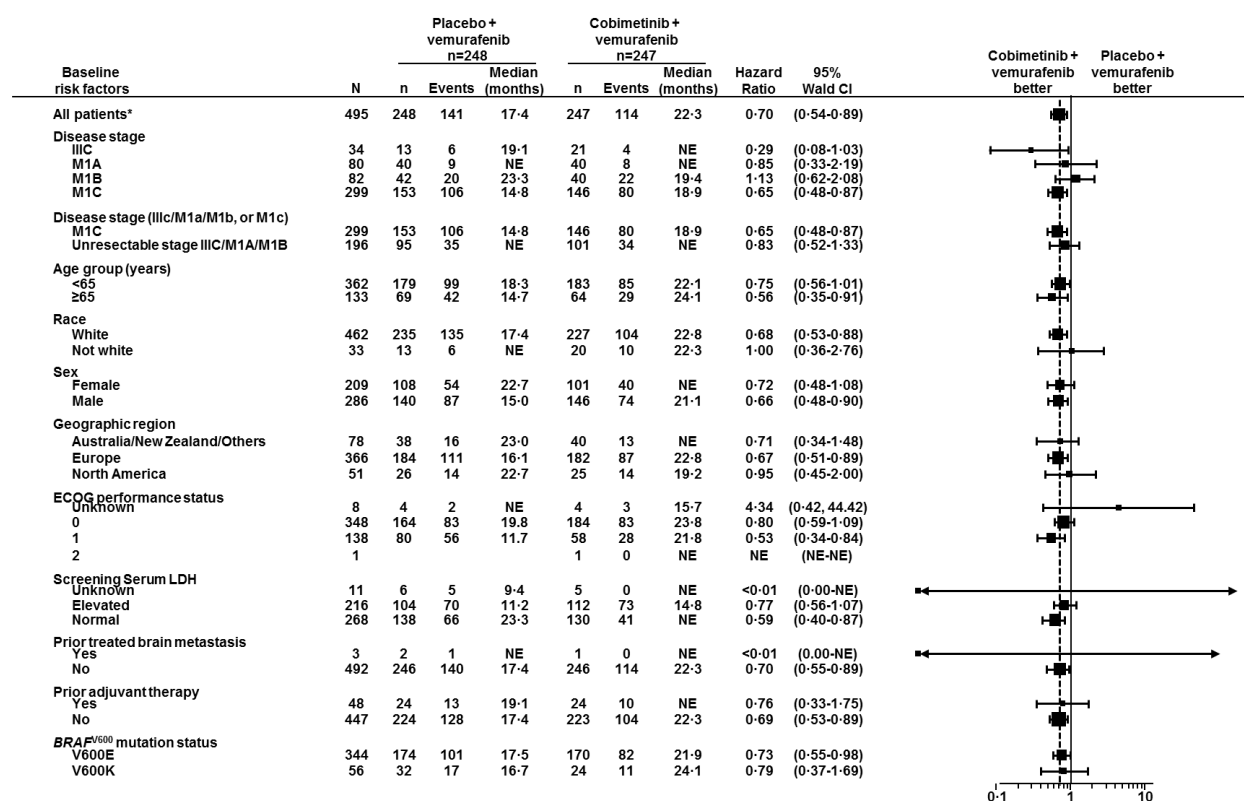 Placebo + Cobimetinib +
vemurafenib vemurafenib
n=248 n=247 Cobimetinib + Placebo +
Baseline Median Median Hazard 95% vemurafenib vemurafenib
risk factors N n Events (months) n Events (months) Ratio Wald CI better better
All patients* 495 248 141 17·4 247 114 22·3 0·70 (0·54-0·89)
Disease stage
IIIC 34 13 6 19·1 21 4 NE 0·29 (0·08-1·03)
M1A 80 40 9 NE 40 8 NE 0·85 (0·33-2·19)
M1B 82 42 20 23·3 40 22 19·4 1·13 (0·62-2·08)
M1C 299 153 106 14·8 146 80 18·9 0·65 (0·48-0·87)
Disease stage (IIIc/M1a/M1b, or M1c)
M1C 299 153 106 14·8 146 80 18·9 0·65 (0·48-0·87)
Unresectable stage IIIC/M1A/M1B 196 95 35 NE 101 34 NE 0·83 (0·52-1·33)
Age group (years)
<65 362 179 99 18·3 183 85 22·1 0·75 (0·56-1·01)
≥65 133 69 42 14·7 64 29 24·1 0·56 (0·35-0·91)
Race
White 462 235 135 17·4 227 104 22·8 0·68 (0·53-0·88)
Not white 33 13 6 NE 20 10 22·3 1·00 (0·36-2·76)
Sex
Female 209 108 54 22·7 101 40 NE 0·72 (0·48-1·08)
Male 286 140 87 15·0 146 74 21·1 0·66 (0·48-0·90)
Geographic region
Australia/New Zealand/Others 78 38 16 23·0 40 13 NE 0·71 (0·34-1·48)
Europe 366 184 111 16·1 182 87 22·8 0·67 (0·51-0·89)
North America 51 26 14 22·7 25 14 19·2 0·95 (0·45-2·00)
ECOG performance status
Unknown 8 4 2 NE 4 3 15·7 4·34 (0·42, 44.42)
0 348 164 83 19·8 184 83 23·8 0·80 (0·59-1·09)
1 138 80 56 11·7 58 28 21·8 0·53 (0·34-0·84)
2 1 1 0 NE NE (NE-NE)
Screening Serum LDH
Unknown 11 6 5 9·4 5 0 NE <0·01 (0·00-NE)
Elevated 216 104 70 11·2 112 73 14·8 0·77 (0·56-1·07)
Normal 268 138 66 23·3 130 41 NE 0·59 (0·40-0·87)
Prior treated brain metastasis
Yes 3 2 1 NE 1 0 NE <0·01 (0.00-NE)
No 492 246 140 17·4 246 114 22·3 0·70 (0·55-0·89)
Prior adjuvant therapy
Yes 48 24 13 19·1 24 10 NE 0·76 (0·33-1·75)
No 447 224 128 17·4 223 104 22·3 0·69 (0·53-0·89)
BRAFV600 mutation status
V600E 344 174 101 17·5 170 82 21·9 0·73 (0·55-0·98)
V600K 56 32 17 16·7 24 11 24·1 0·79 (0·37-1·69)
0·1 1 10